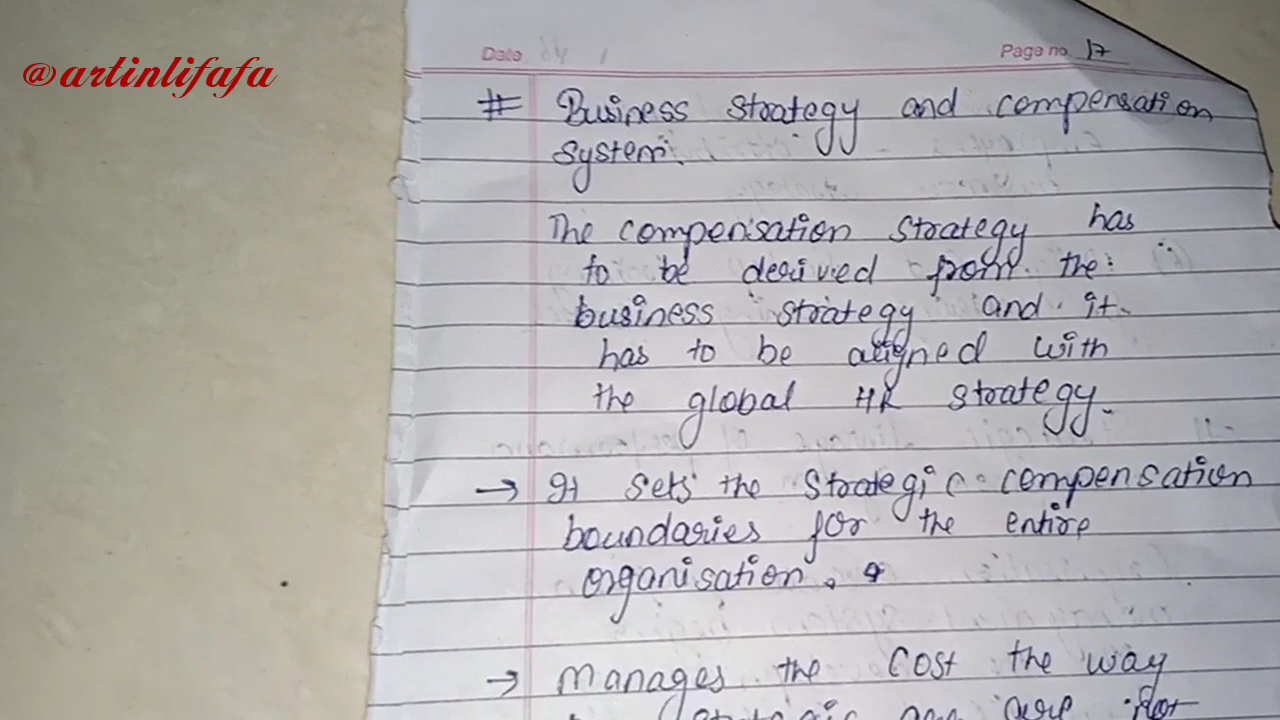 @artinlifafa
Date
Page no. 17
# Business strategy and compensation
system.
The compensation strategy has
to be derived from the
business strategy and it
has to be aligned with
the global HR strategy.
→ It sets the strategic compensation
boundaries for the entire
organisation.
→ Manages the cost the way
are not